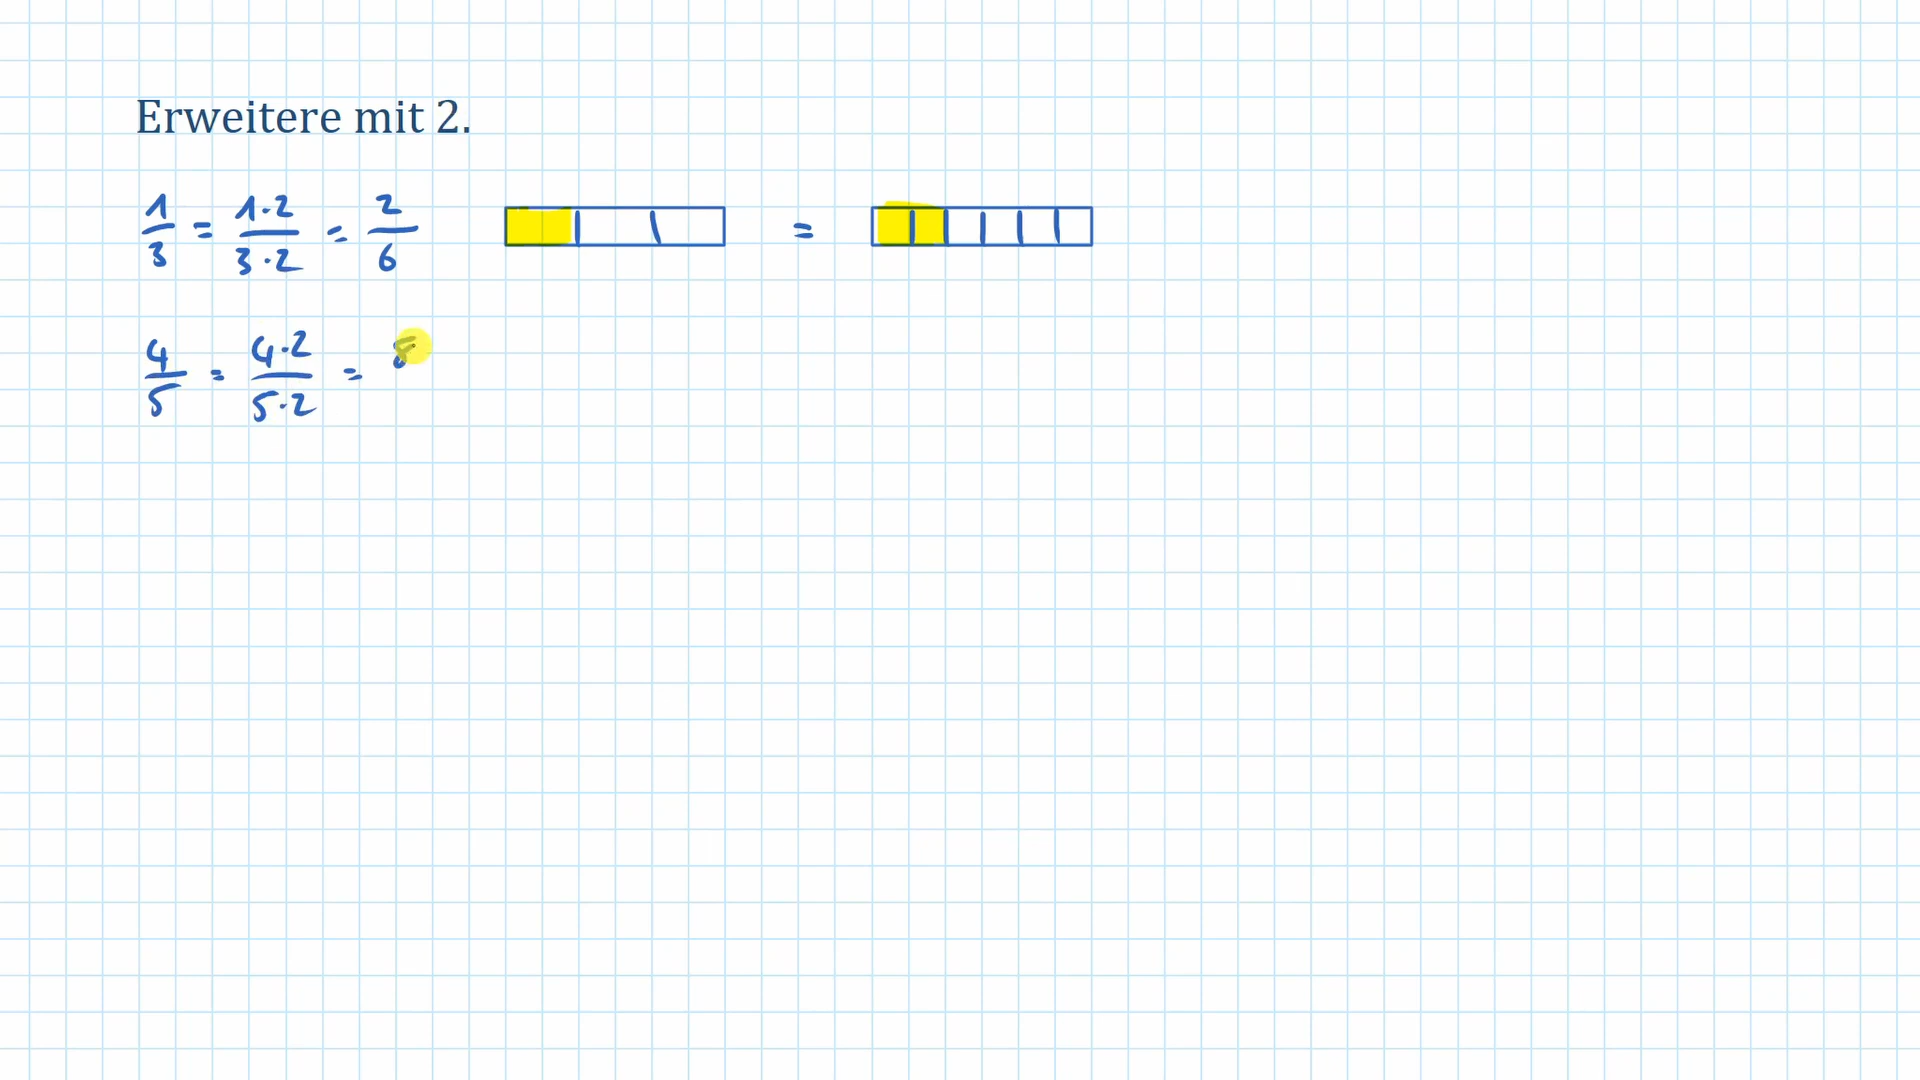 Erweitere mit 2.
1/3 = 1·2/3·2 = 2/6 =
4/5 = 4·2/5·2 = 8